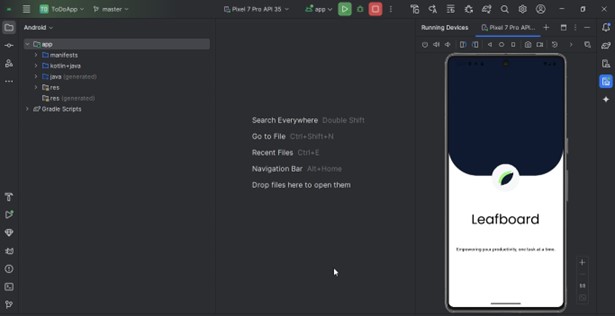 TD ToDoApp master Pixel 7 Pro API 35 app
Android Running Devices Pixel 7 Pro API...
app
manifests
kotlin+java
java (generated)
res
res (generated)
Gradle Scripts
Search Everywhere Double Shift
Go to File Ctrl+Shift+N
Recent Files Ctrl+E
Navigation Bar Alt+Home
Drop files here to open them
Leafboard
Empowering your productivity, one task at a time.
1:1